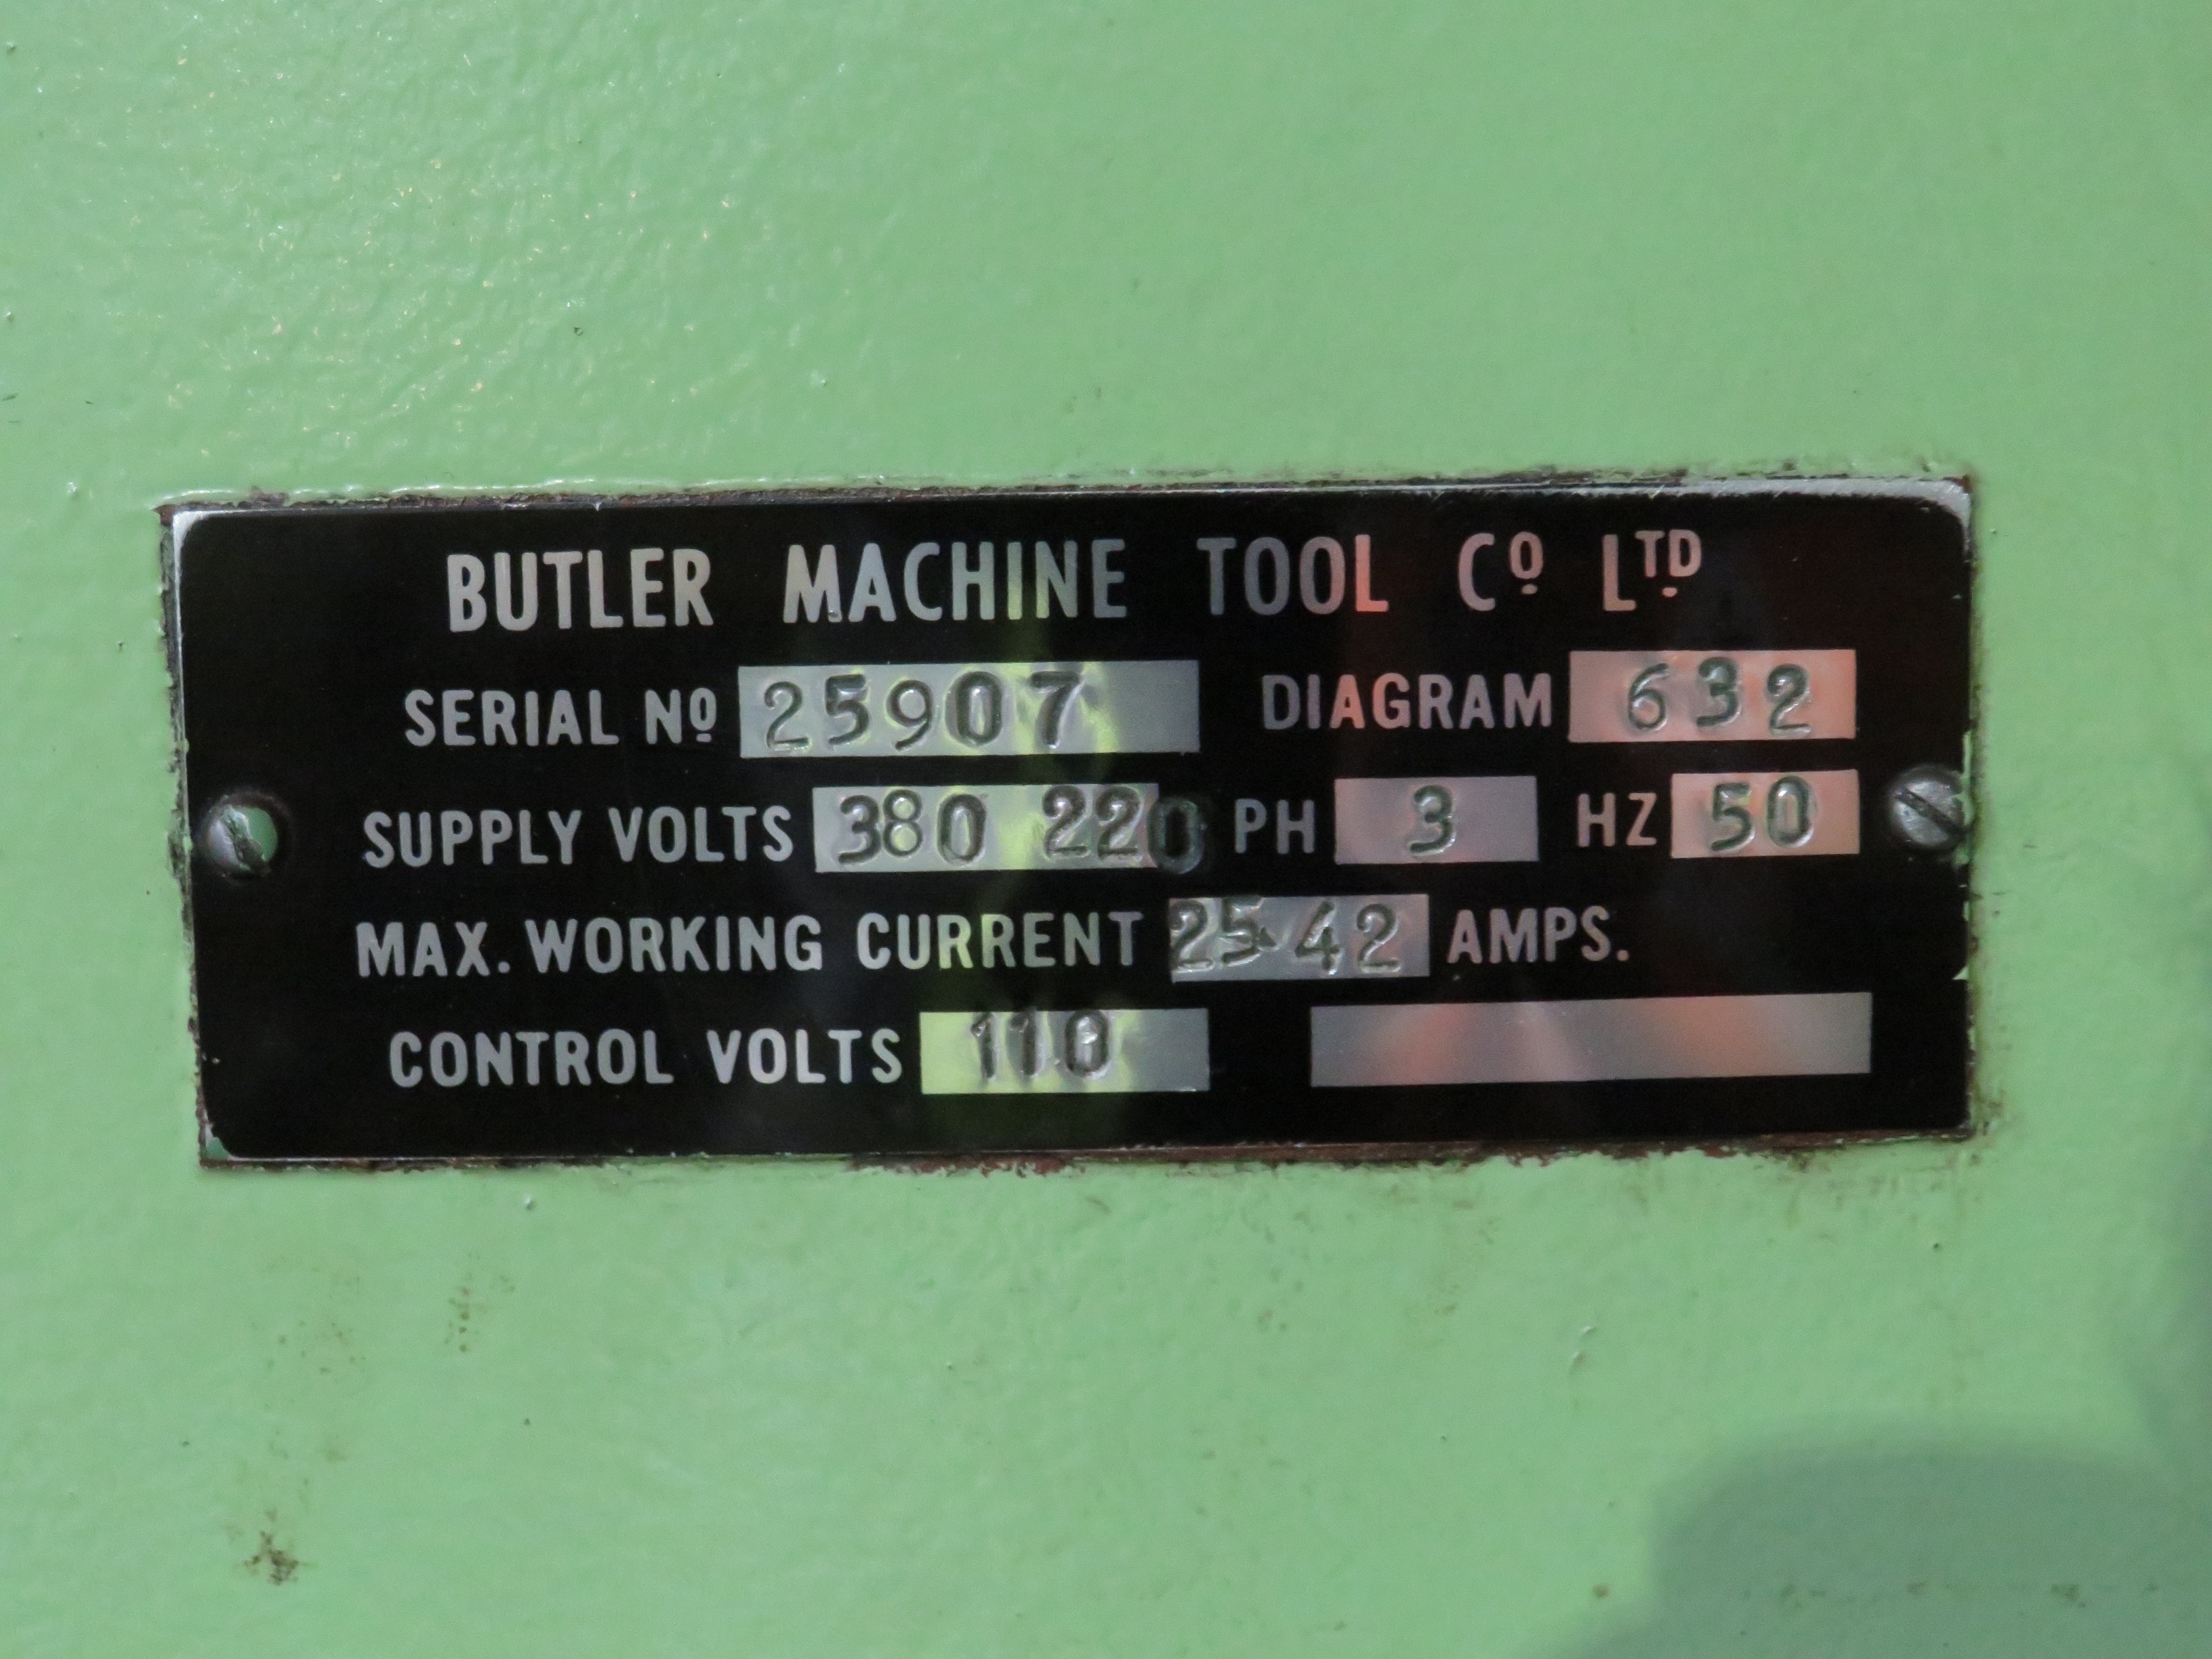 BUTLER MACHINE TOOL Cº LTD
SERIAL Nº 25907 DIAGRAM 632
SUPPLY VOLTS 380 220 PH 3 HZ 50
MAX. WORKING CURRENT 25-42 AMPS.
CONTROL VOLTS 110